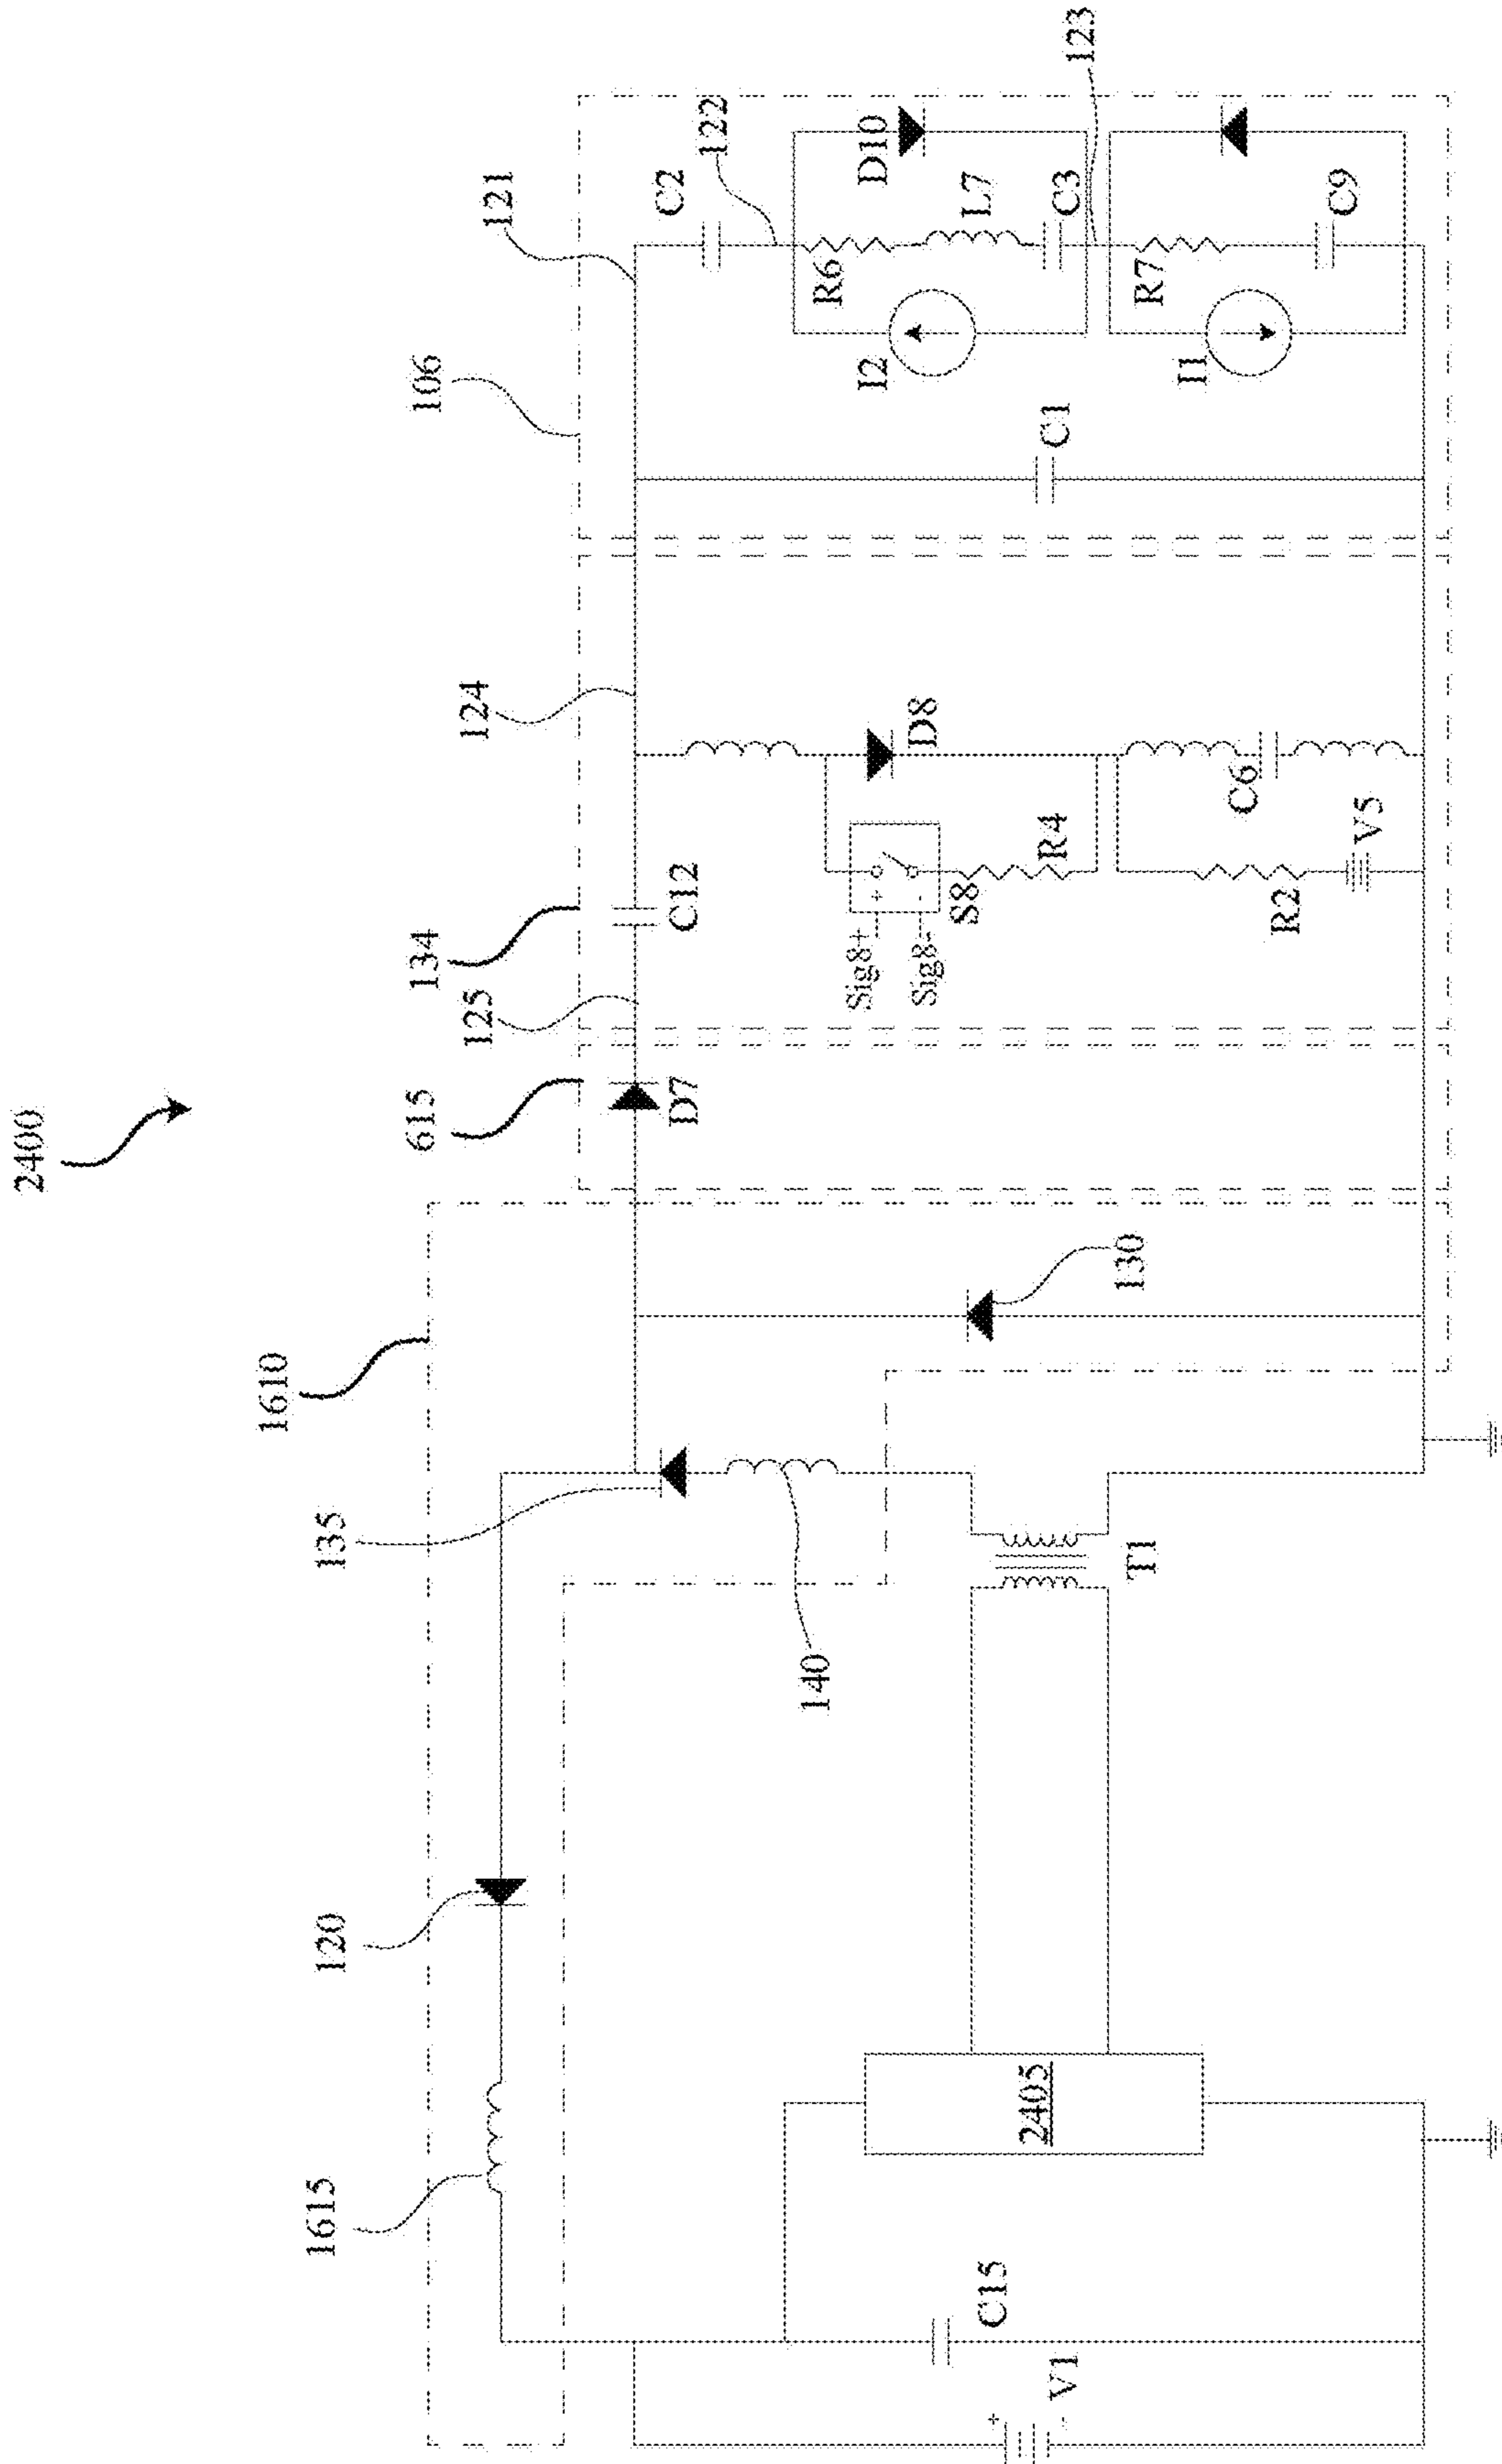 2400
1610
1615
120
135
615
134
125
124
106
121
122
123
C2
D10
R6
L7
C3
I2
R7
C9
I1
C1
C12
D7
D8
Sig8+
Sig8-
+
-
S8
R4
C6
R2
V5
130
140
T1
2405
C15
V1
+
-